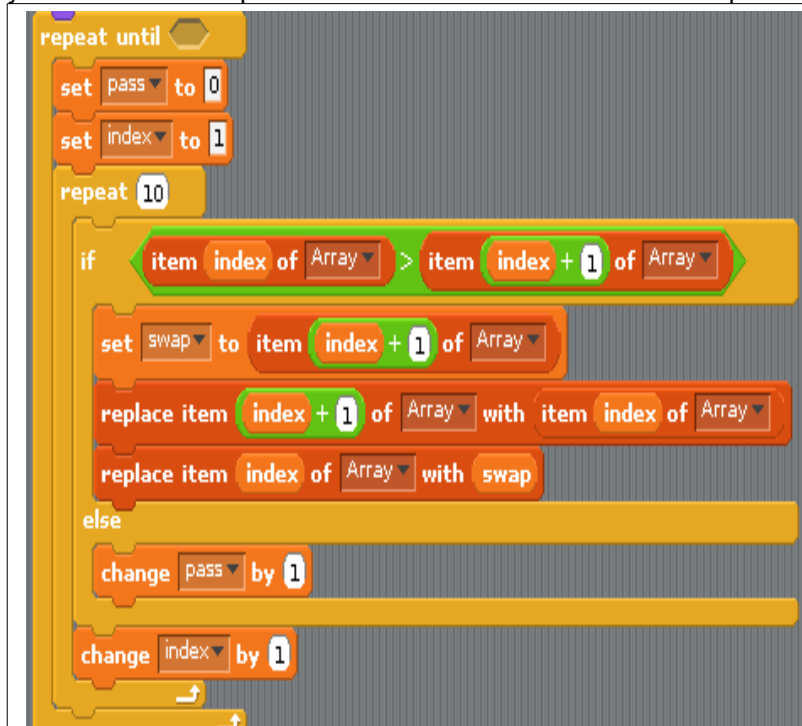 repeat until
set pass to 0
set index to 1
repeat 10
if item index of Array > item index + 1 of Array
set swap to item index + 1 of Array
replace item index + 1 of Array with item index of Array
replace item index of Array with swap
else
change pass by 1
change index by 1